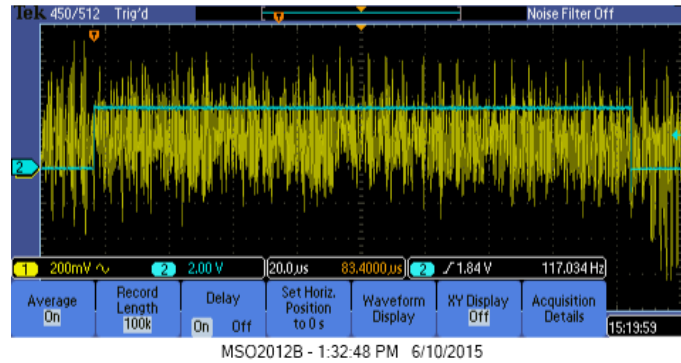 Tek 450/512 Trig'd Noise Filter Off
T
T
2
1 200mV 2 2.00 V 20.0µs 83.4000µs 2 1.84 V 117.034 Hz
Average On
Record Length 100k
Delay On Off
Set Horiz. Position to 0 s
Waveform Display
XY Display Off
Acquisition Details
15:19:59
MSO2012B - 1:32:48 PM 6/10/2015